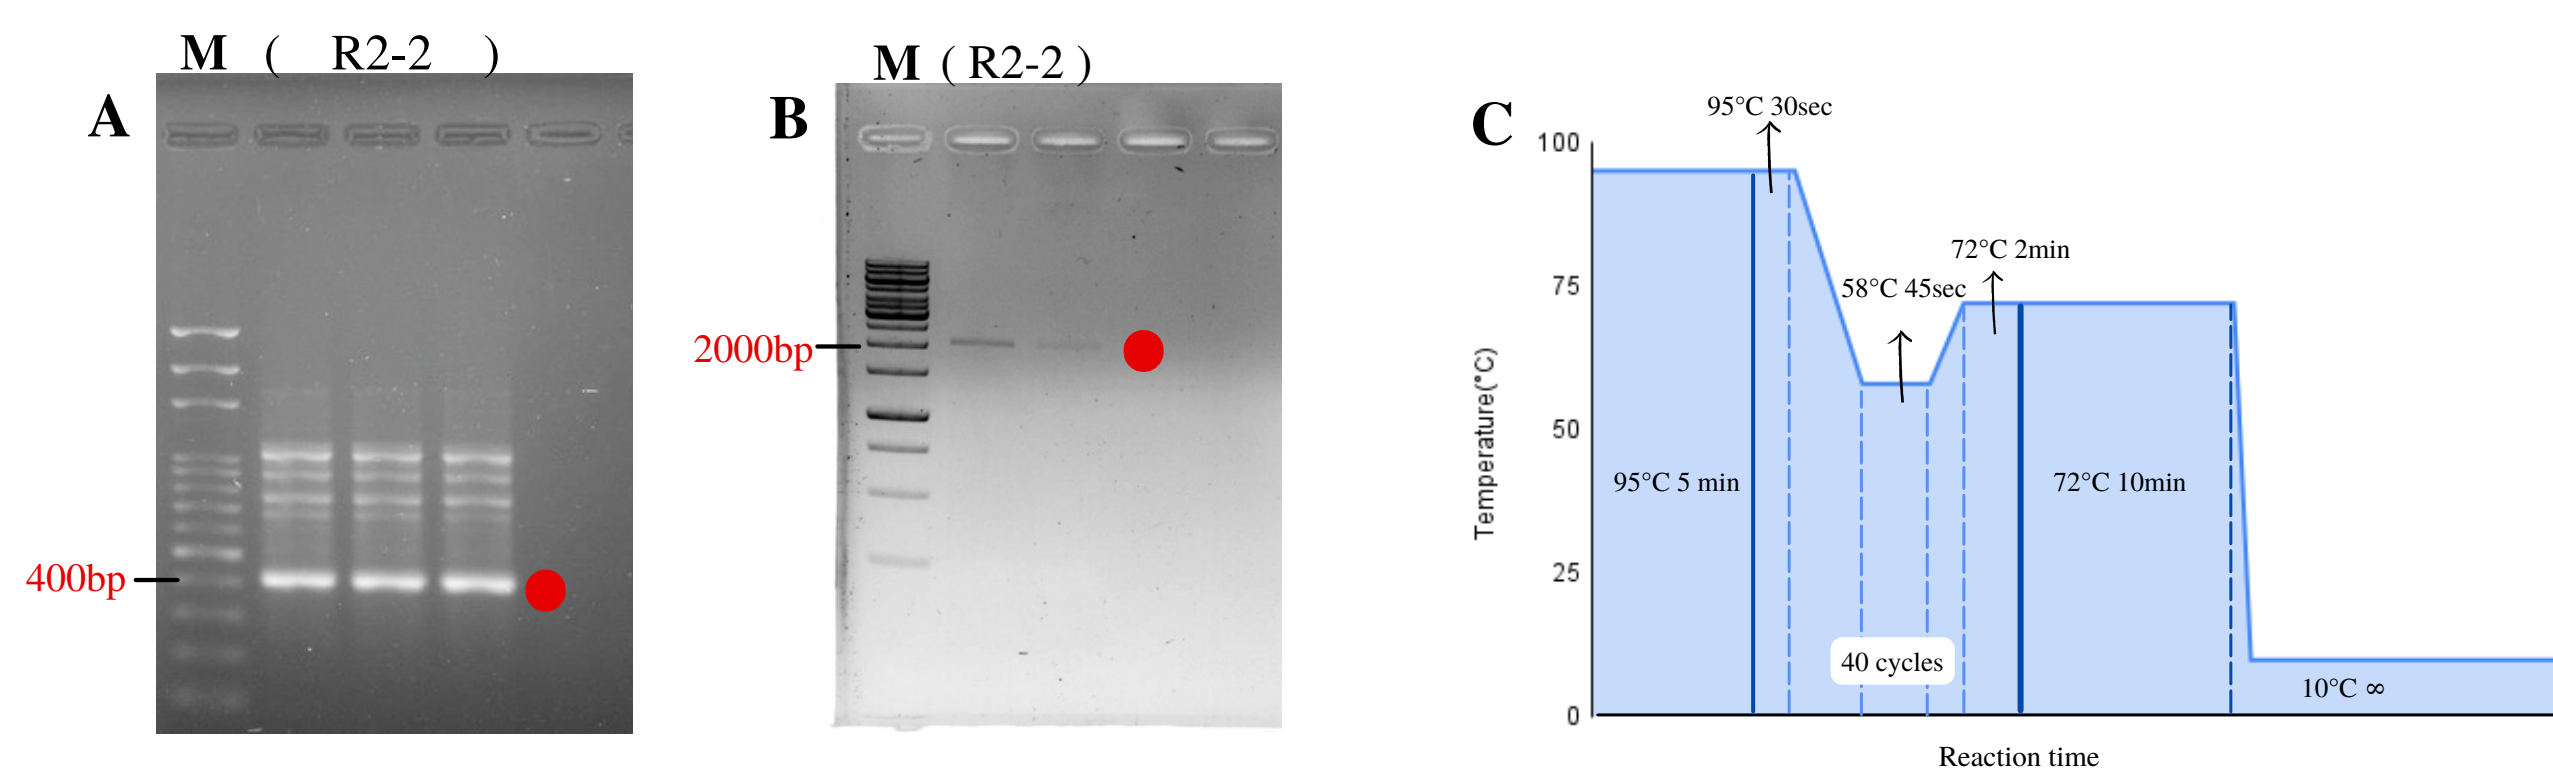 A
M ( R2-2 )
400bp
B
M ( R2-2 )
2000bp
C
95°C 30sec
72°C 2min
58°C 45sec
100
75
50
25
0
Temperature(°C)
95°C 5 min
72°C 10min
40 cycles
10°C ∞
Reaction time